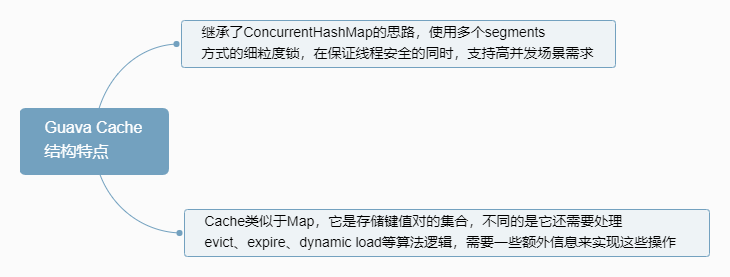 继承了ConcurrentHashMap的思路，使用多个segments
方式的细粒度锁，在保证线程安全的同时，支持高并发场景需求
Guava Cache
结构特点
Cache类似于Map，它是存储键值对的集合，不同的是它还需要处理
evict、expire、dynamic load等算法逻辑，需要一些额外信息来实现这些操作